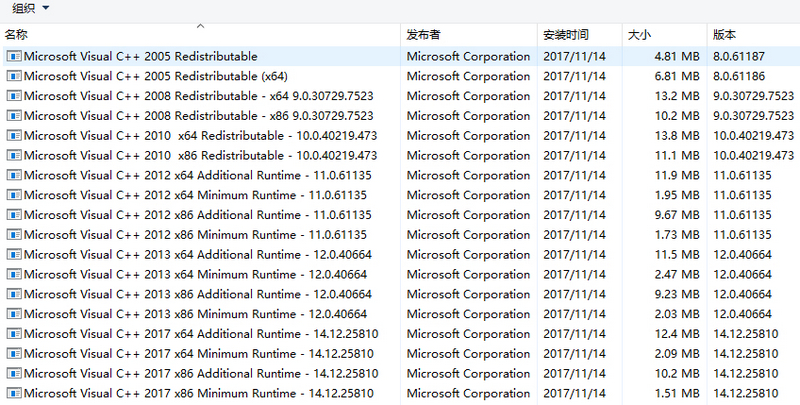 组织
名称 发布者 安装时间 大小 版本
Microsoft Visual C++ 2005 Redistributable Microsoft Corporation 2017/11/14 4.81 MB 8.0.61187
Microsoft Visual C++ 2005 Redistributable (x64) Microsoft Corporation 2017/11/14 6.81 MB 8.0.61186
Microsoft Visual C++ 2008 Redistributable - x64 9.0.30729.7523 Microsoft Corporation 2017/11/14 13.2 MB 9.0.30729.7523
Microsoft Visual C++ 2008 Redistributable - x86 9.0.30729.7523 Microsoft Corporation 2017/11/14 10.2 MB 9.0.30729.7523
Microsoft Visual C++ 2010  x64 Redistributable - 10.0.40219.473 Microsoft Corporation 2017/11/14 13.8 MB 10.0.40219.473
Microsoft Visual C++ 2010  x86 Redistributable - 10.0.40219.473 Microsoft Corporation 2017/11/14 11.1 MB 10.0.40219.473
Microsoft Visual C++ 2012 x64 Additional Runtime - 11.0.61135 Microsoft Corporation 2017/11/14 11.9 MB 11.0.61135
Microsoft Visual C++ 2012 x64 Minimum Runtime - 11.0.61135 Microsoft Corporation 2017/11/14 1.95 MB 11.0.61135
Microsoft Visual C++ 2012 x86 Additional Runtime - 11.0.61135 Microsoft Corporation 2017/11/14 9.67 MB 11.0.61135
Microsoft Visual C++ 2012 x86 Minimum Runtime - 11.0.61135 Microsoft Corporation 2017/11/14 1.73 MB 11.0.61135
Microsoft Visual C++ 2013 x64 Additional Runtime - 12.0.40664 Microsoft Corporation 2017/11/14 11.5 MB 12.0.40664
Microsoft Visual C++ 2013 x64 Minimum Runtime - 12.0.40664 Microsoft Corporation 2017/11/14 2.47 MB 12.0.40664
Microsoft Visual C++ 2013 x86 Additional Runtime - 12.0.40664 Microsoft Corporation 2017/11/14 9.23 MB 12.0.40664
Microsoft Visual C++ 2013 x86 Minimum Runtime - 12.0.40664 Microsoft Corporation 2017/11/14 2.03 MB 12.0.40664
Microsoft Visual C++ 2017 x64 Additional Runtime - 14.12.25810 Microsoft Corporation 2017/11/14 12.4 MB 14.12.25810
Microsoft Visual C++ 2017 x64 Minimum Runtime - 14.12.25810 Microsoft Corporation 2017/11/14 2.09 MB 14.12.25810
Microsoft Visual C++ 2017 x86 Additional Runtime - 14.12.25810 Microsoft Corporation 2017/11/14 10.2 MB 14.12.25810
Microsoft Visual C++ 2017 x86 Minimum Runtime - 14.12.25810 Microsoft Corporation 2017/11/14 1.51 MB 14.12.25810